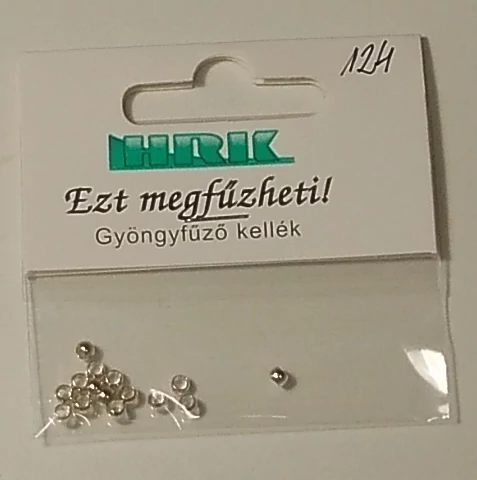 124
HRK
Ezt megfűzheti!
Gyöngyfűző kellék